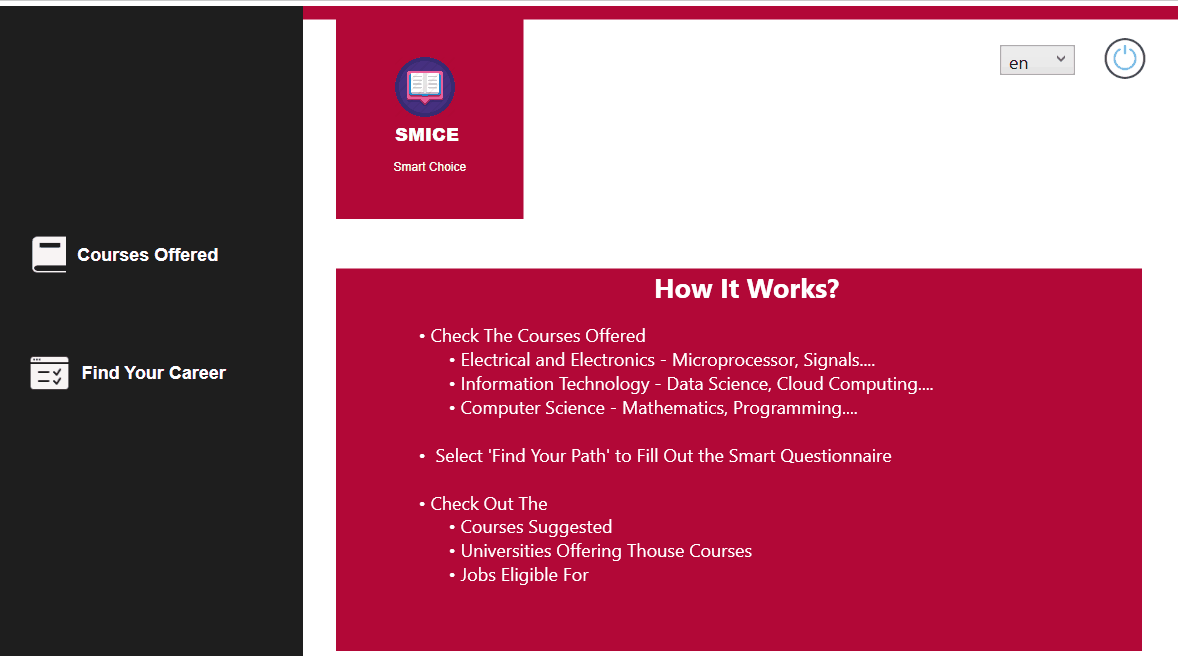 en
SMICE
Smart Choice
Courses Offered
Find Your Career
How It Works?
• Check The Courses Offered
• Electrical and Electronics - Microprocessor, Signals....
• Information Technology - Data Science, Cloud Computing....
• Computer Science - Mathematics, Programming....
• Select 'Find Your Path' to Fill Out the Smart Questionnaire
• Check Out The
• Courses Suggested
• Universities Offering Thouse Courses
• Jobs Eligible For